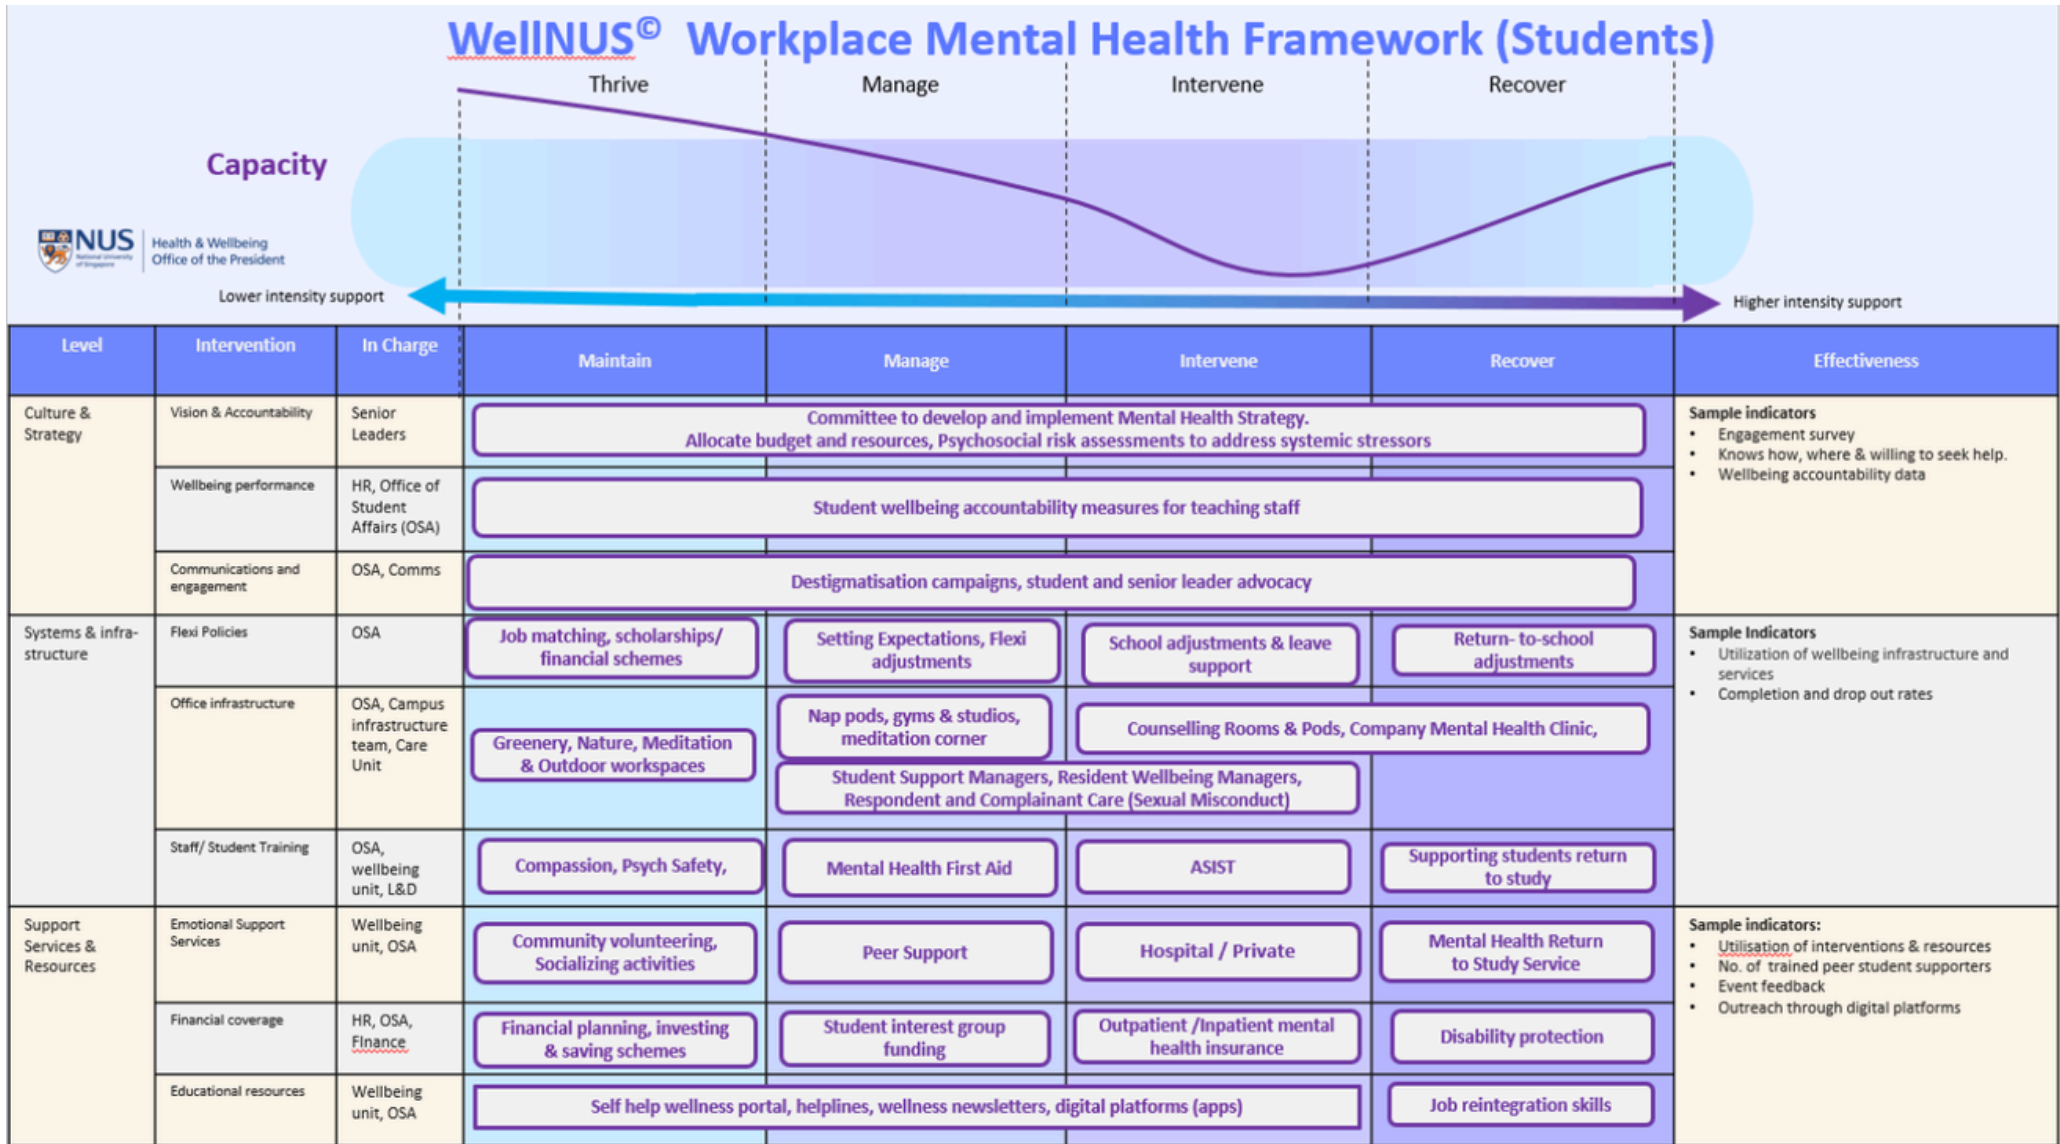 WellNUS© Workplace Mental Health Framework (Students)
Thrive
Manage
Intervene
Recover
Capacity
NUS
National University
of Singapore
Health & Wellbeing
Office of the President
Lower intensity support
Higher intensity support
Level
Intervention
In Charge
Maintain
Manage
Intervene
Recover
Effectiveness
Culture &
Strategy
Vision & Accountability
Senior
Leaders
Committee to develop and implement Mental Health Strategy.
Allocate budget and resources, Psychosocial risk assessments to address systemic stressors
Sample indicators
• Engagement survey
• Knows how, where & willing to seek help.
• Wellbeing accountability data
Wellbeing performance
HR, Office of
Student
Affairs (OSA)
Student wellbeing accountability measures for teaching staff
Communications and
engagement
OSA, Comms
Destigmatisation campaigns, student and senior leader advocacy
Systems & infra-
structure
Flexi Policies
OSA
Job matching, scholarships/
financial schemes
Setting Expectations, Flexi
adjustments
School adjustments & leave
support
Return- to-school
adjustments
Sample Indicators
• Utilization of wellbeing infrastructure and
services
• Completion and drop out rates
Office infrastructure
OSA, Campus
infrastructure
team, Care
Unit
Greenery, Nature, Meditation
& Outdoor workspaces
Nap pods, gyms & studios,
meditation corner
Counselling Rooms & Pods, Company Mental Health Clinic,
Student Support Managers, Resident Wellbeing Managers,
Respondent and Complainant Care (Sexual Misconduct)
Staff/ Student Training
OSA,
wellbeing
unit, L&D
Compassion, Psych Safety,
Mental Health First Aid
ASIST
Supporting students return
to study
Support
Services &
Resources
Emotional Support
Services
Wellbeing
unit, OSA
Community volunteering,
Socializing activities
Peer Support
Hospital / Private
Mental Health Return
to Study Service
Sample indicators:
• Utilisation of interventions & resources
• No. of trained peer student supporters
• Event feedback
• Outreach through digital platforms
Financial coverage
HR, OSA,
FInance
Financial planning, investing
& saving schemes
Student interest group
funding
Outpatient /Inpatient mental
health insurance
Disability protection
Educational resources
Wellbeing
unit, OSA
Self help wellness portal, helplines, wellness newsletters, digital platforms (apps)
Job reintegration skills